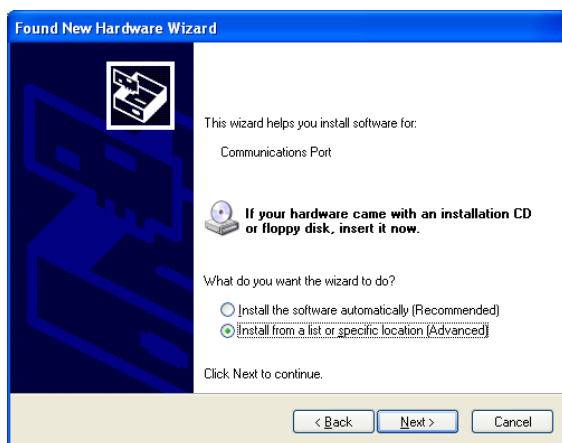 Found New Hardware Wizard
This wizard helps you install software for:
Communications Port
If your hardware came with an installation CD
or floppy disk, insert it now.
What do you want the wizard to do?
Install the software automatically (Recommended)
Install from a list or specific location (Advanced)
Click Next to continue.
< Back
Next >
Cancel